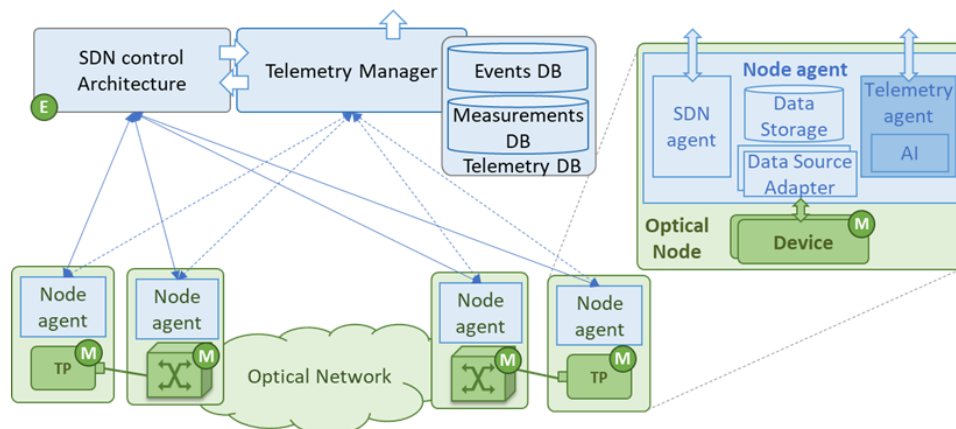 SDN control
Architecture
E
Telemetry Manager
Events DB
Measurements
DB
Telemetry DB
Node agent
SDN
agent
Data
Storage
Data Source
Adapter
Telemetry
agent
AI
Optical
Node
Device
M
Node
agent
TP
M
Node
agent
M
Optical Network
Node
agent
M
Node
agent
TP
M